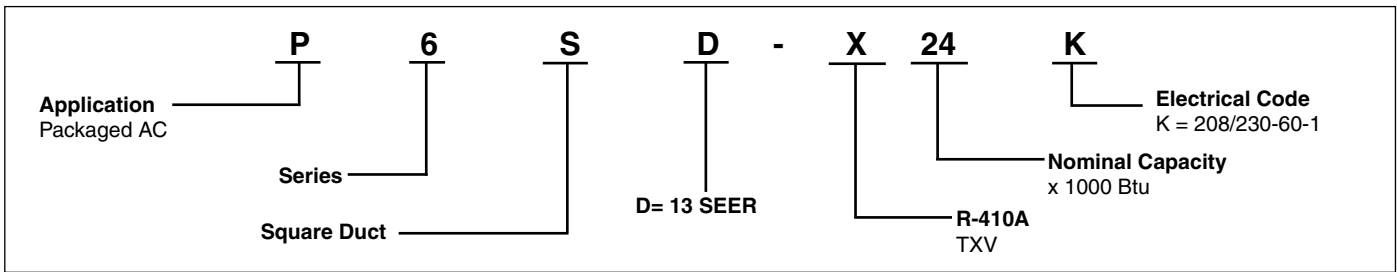 P 6 S D - X 24 K
Application
Packaged AC
Series
Square Duct
D= 13 SEER
R-410A
TXV
Nominal Capacity
x 1000 Btu
Electrical Code
K = 208/230-60-1